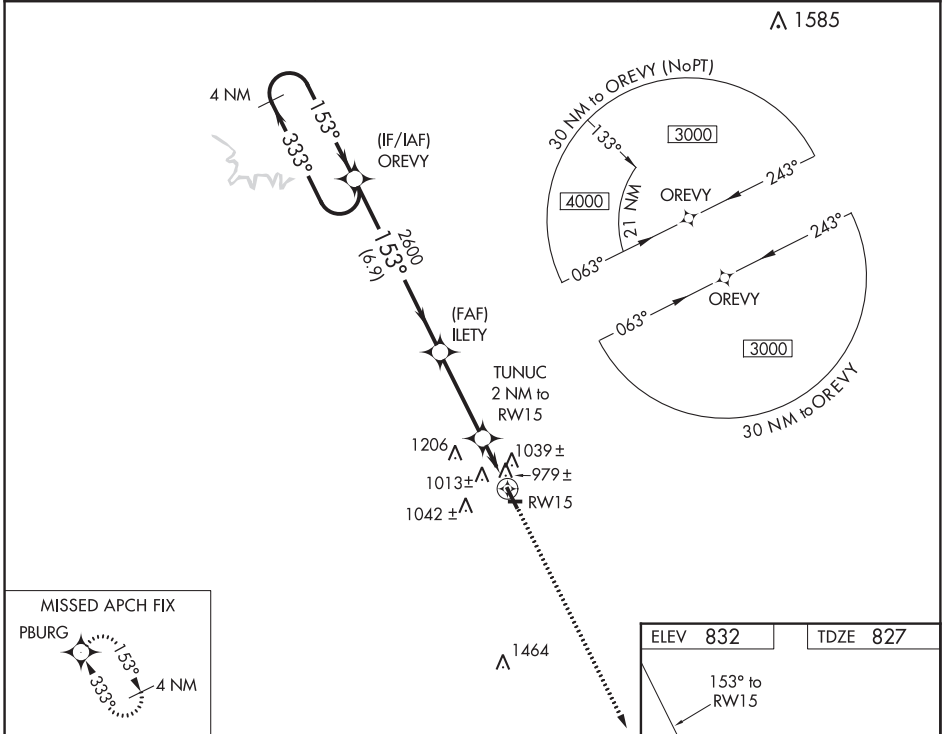 1585
4 NM
153°
333°
(IF/IAF)
OREVY
2600
153°
(6.9)
(FAF)
ILETY
TUNUC
2 NM to
RW15
1206
1039 ±
1013 ±
979 ±
1042 ±
RW15
1464
30 NM to OREVY (NoPT)
133°
3000
4000
21 NM
OREVY
243°
063°
243°
063°
OREVY
3000
30 NM to OREVY
MISSED APCH FIX
PBURG
153°
333°
4 NM
ELEV 832
TDZE 827
153° to
RW15